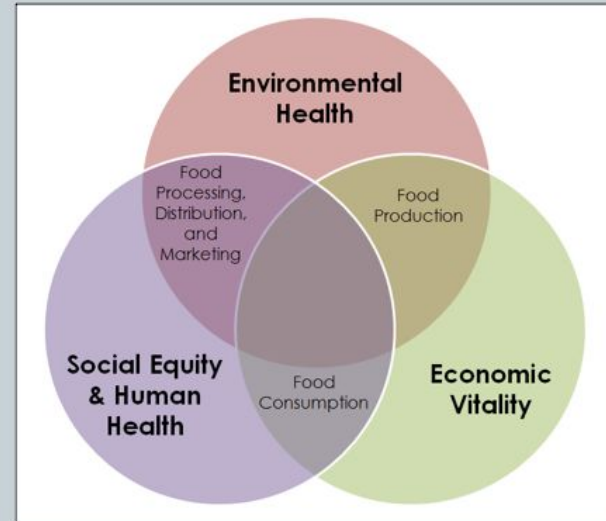 Environmental
Health
Food
Processing,
Distribution,
and
Marketing
Food
Production
Social Equity
& Human
Health
Food
Consumption
Economic
Vitality